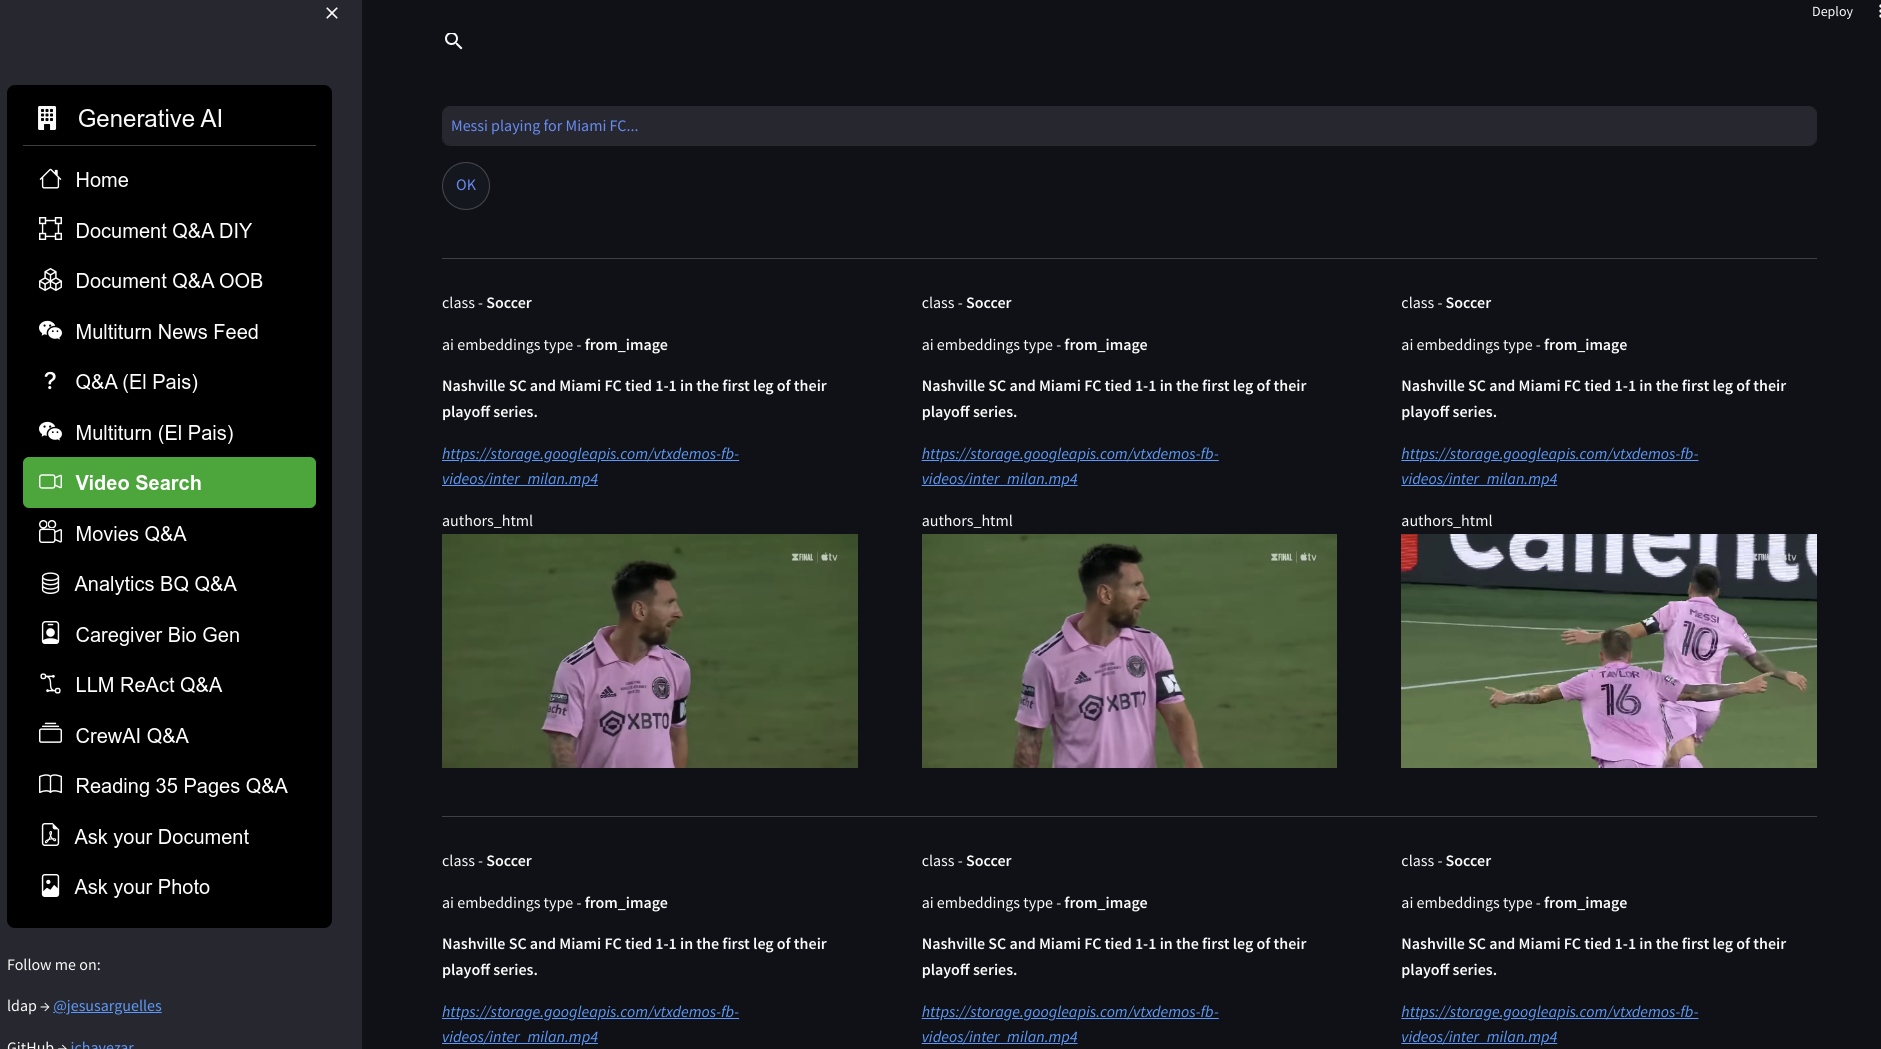 Deploy
Generative AI
Home
Document Q&A DIY
Document Q&A OOB
Multiturn News Feed
Q&A (El Pais)
Multiturn (El Pais)
Video Search
Movies Q&A
Analytics BQ Q&A
Caregiver Bio Gen
LLM ReAct Q&A
CrewAI Q&A
Reading 35 Pages Q&A
Ask your Document
Ask your Photo
Follow me on:
ldap → @jesusarguelles
GitHub → jchavezar
Messi playing for Miami FC...
OK
class - Soccer
ai embeddings type - from_image
Nashville SC and Miami FC tied 1-1 in the first leg of their
playoff series.
https://storage.googleapis.com/vtxdemos-fb-
videos/inter_milan.mp4
authors_html
FINAL tv
XBTO
class - Soccer
ai embeddings type - from_image
Nashville SC and Miami FC tied 1-1 in the first leg of their
playoff series.
https://storage.googleapis.com/vtxdemos-fb-
videos/inter_milan.mp4
authors_html
FINAL tv
class - Soccer
ai embeddings type - from_image
Nashville SC and Miami FC tied 1-1 in the first leg of their
playoff series.
https://storage.googleapis.com/vtxdemos-fb-
videos/inter_milan.mp4
authors_html
MESSI
10
TAYLOR
16
class - Soccer
ai embeddings type - from_image
Nashville SC and Miami FC tied 1-1 in the first leg of their
playoff series.
https://storage.googleapis.com/vtxdemos-fb-
videos/inter_milan.mp4
class - Soccer
ai embeddings type - from_image
Nashville SC and Miami FC tied 1-1 in the first leg of their
playoff series.
https://storage.googleapis.com/vtxdemos-fb-
videos/inter_milan.mp4
class - Soccer
ai embeddings type - from_image
Nashville SC and Miami FC tied 1-1 in the first leg of their
playoff series.
https://storage.googleapis.com/vtxdemos-fb-
videos/inter_milan.mp4